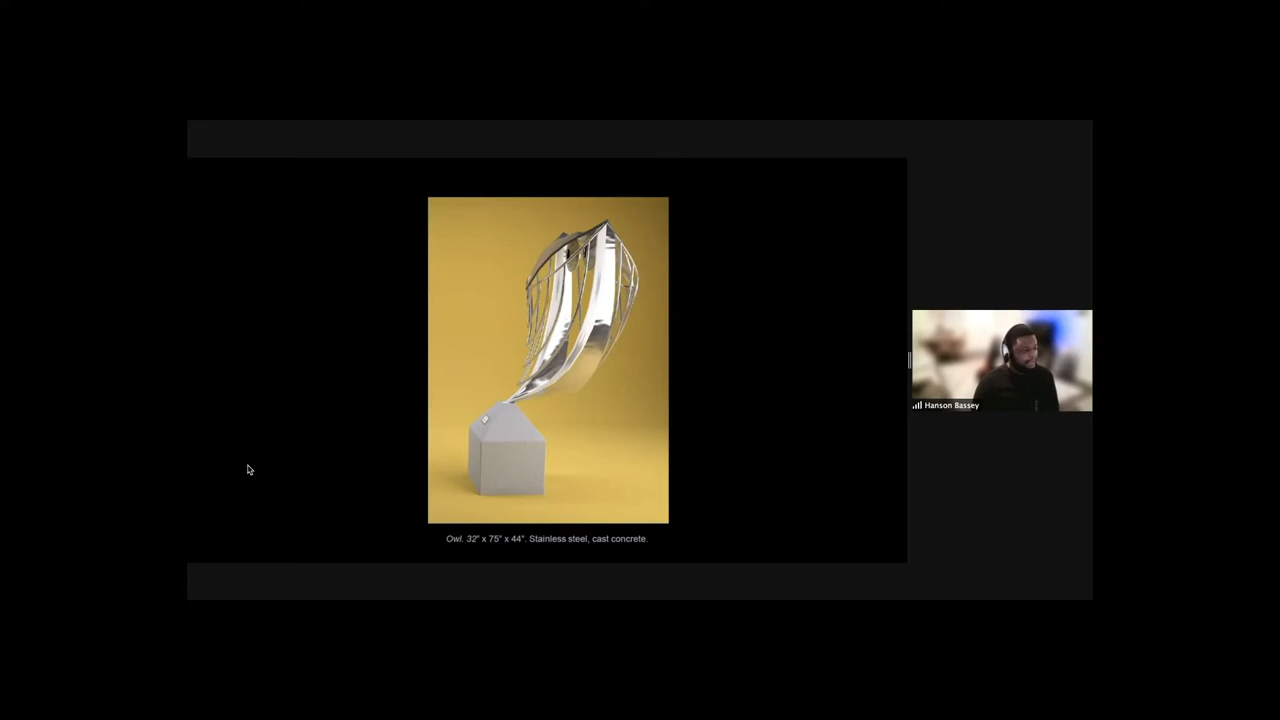 Owl. 32" x 75" x 44". Stainless steel, cast concrete.
Hanson Bassey